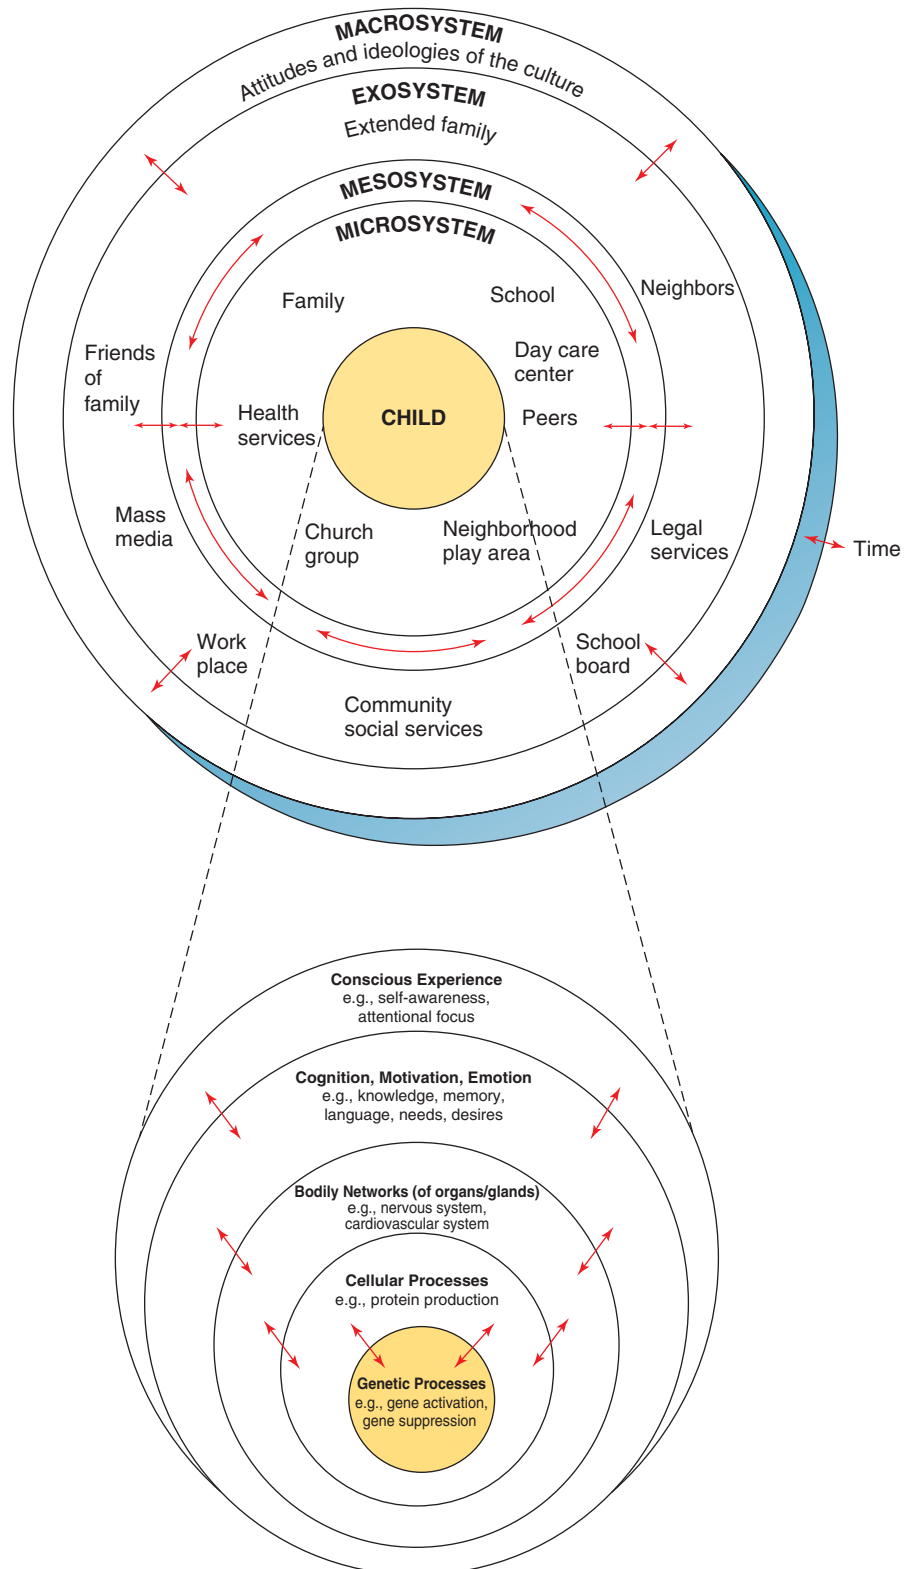 MACROSYSTEM
Attitudes and ideologies of the culture
EXOSYSTEM
Extended family
MESOSYSTEM
MICROSYSTEM
Family
School
Neighbors
Friends
of
family
Day care
center
Health
services
CHILD
Peers
Mass
media
Church
group
Neighborhood
play area
Legal
services
Time
Work
place
School
board
Community
social services
Conscious Experience
e.g., self-awareness,
attentional focus
Cognition, Motivation, Emotion
e.g., knowledge, memory,
language, needs, desires
Bodily Networks (of organs/glands)
e.g., nervous system,
cardiovascular system
Cellular Processes
e.g., protein production
Genetic Processes
e.g., gene activation,
gene suppression